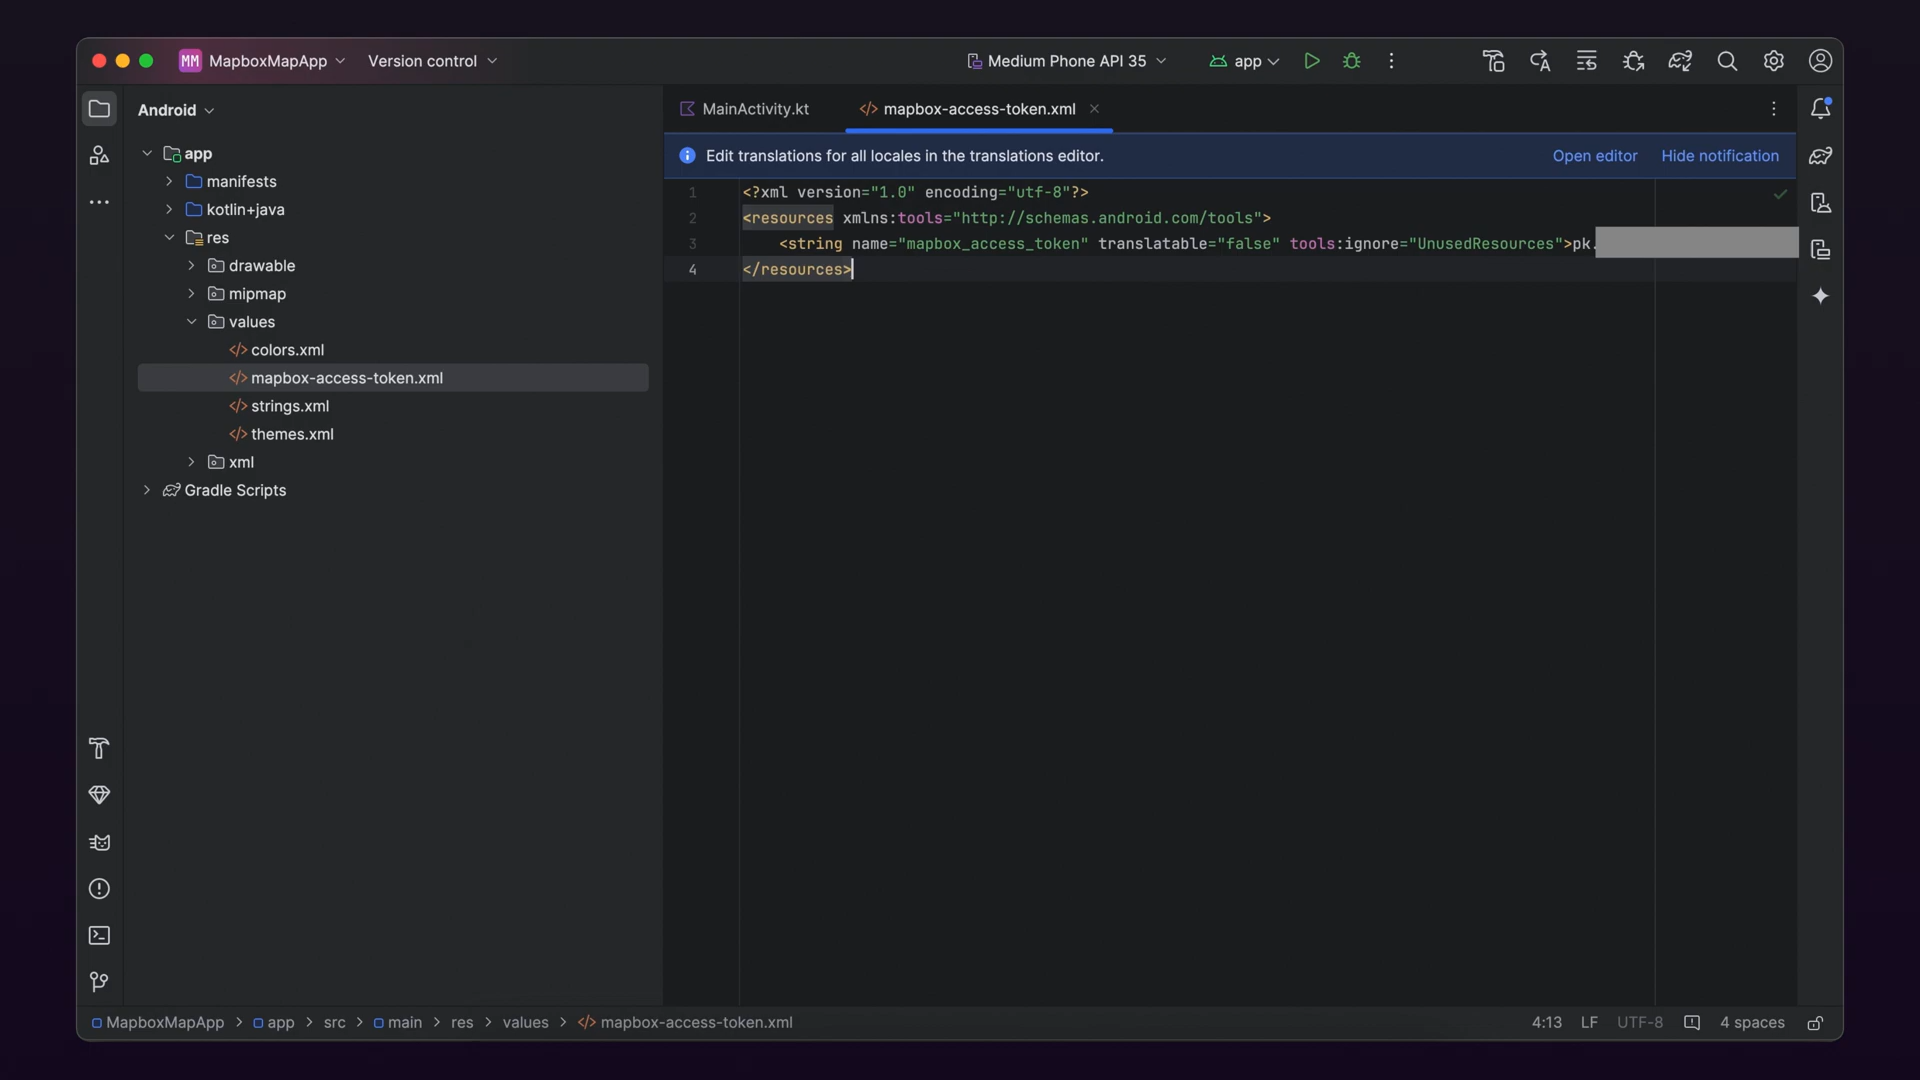 MM MapboxMapApp Version control Medium Phone API 35 app
Android
app
manifests
kotlin+java
res
drawable
mipmap
values
</> colors.xml
</> mapbox-access-token.xml
</> strings.xml
</> themes.xml
xml
Gradle Scripts
MainActivity.kt </> mapbox-access-token.xml
Edit translations for all locales in the translations editor. Open editor Hide notification
1 <?xml version="1.0" encoding="utf-8"?>
2 <resources xmlns:tools="http://schemas.android.com/tools">
3 <string name="mapbox_access_token" translatable="false" tools:ignore="UnusedResources">pk.
4 </resources>
MapboxMapApp > app > src > main > res > values > </> mapbox-access-token.xml 4:13 LF UTF-8 4 spaces